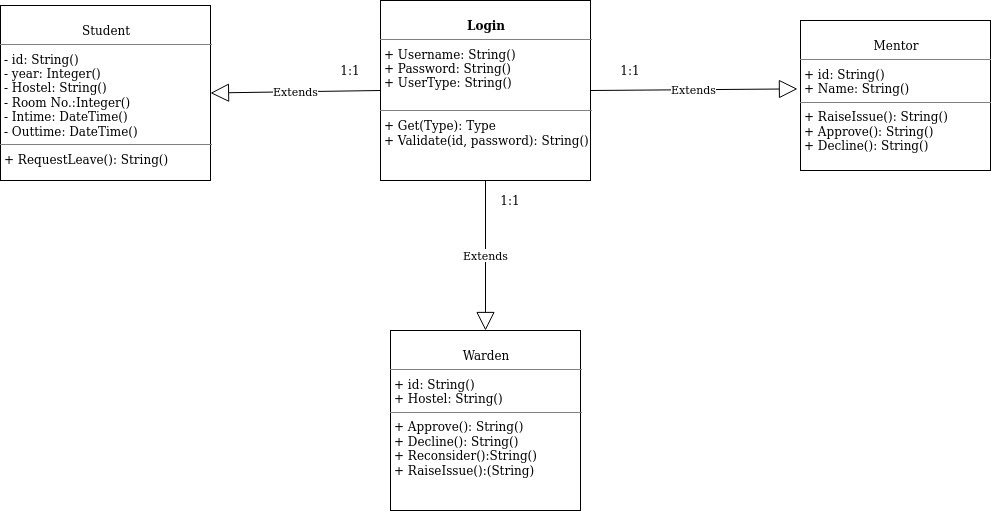 Student
- id: String()
- year: Integer()
- Hostel: String()
- Room No.:Integer()
- Intime: DateTime()
- Outtime: DateTime()
+ RequestLeave(): String()
1:1
Extends
Login
+ Username: String()
+ Password: String()
+ UserType: String()
+ Get(Type): Type
+ Validate(id, password): String()
1:1
Extends
Mentor
+ id: String()
+ Name: String()
+ RaiseIssue(): String()
+ Approve(): String()
+ Decline(): String()
1:1
Extends
Warden
+ id: String()
+ Hostel: String()
+ Approve(): String()
+ Decline(): String()
+ Reconsider():String()
+ RaiseIssue():(String)